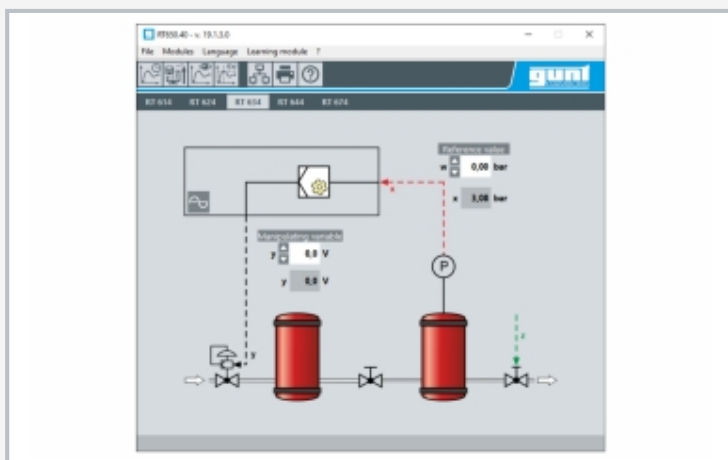 RT650.40 - v. 19.1.3.0
File Modules Language Learning module ?
gunt
RT 614 RT 624 RT 634 RT 644 RT 674
Reference value
w 0,00 bar
x
x 3,00 bar
Manipulating variable
y 0,0 V
P
y 0,0 V
z
y